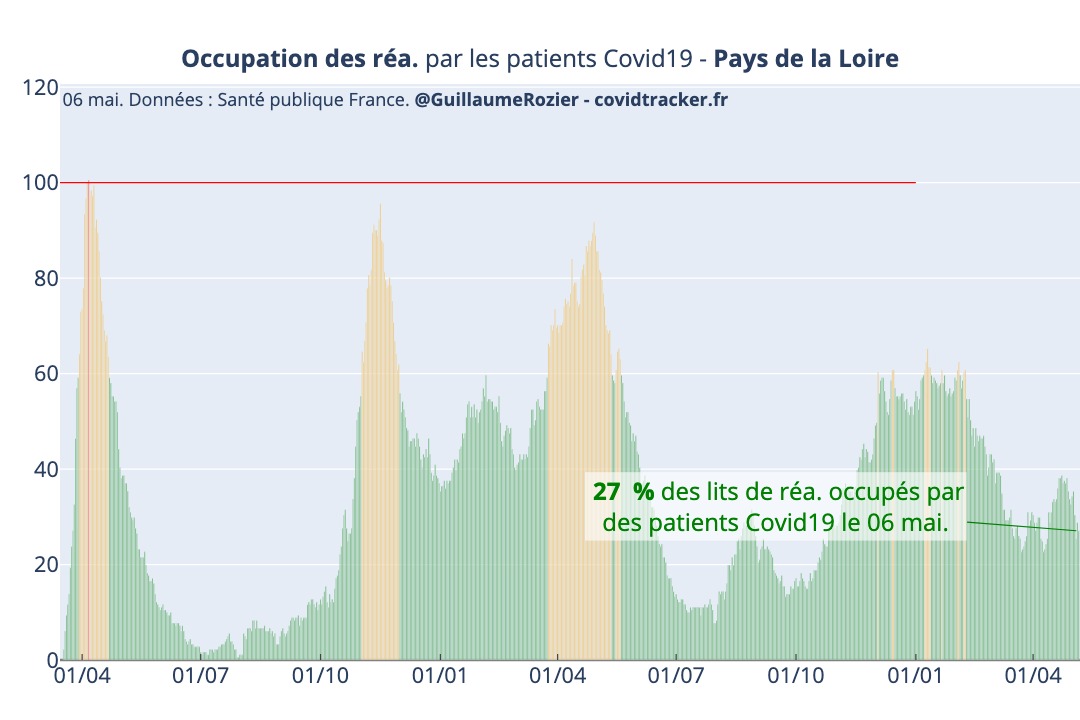 Occupation des réa. par les patients Covid19 - Pays de la Loire
120
06 mai. Données : Santé publique France. @GuillaumeRozier - covidtracker.fr
100
80
60
40
27 % des lits de réa. occupés par
des patients Covid19 le 06 mai.
20
0
01/04 01/07 01/10 01/01 01/04 01/07 01/10 01/01 01/04